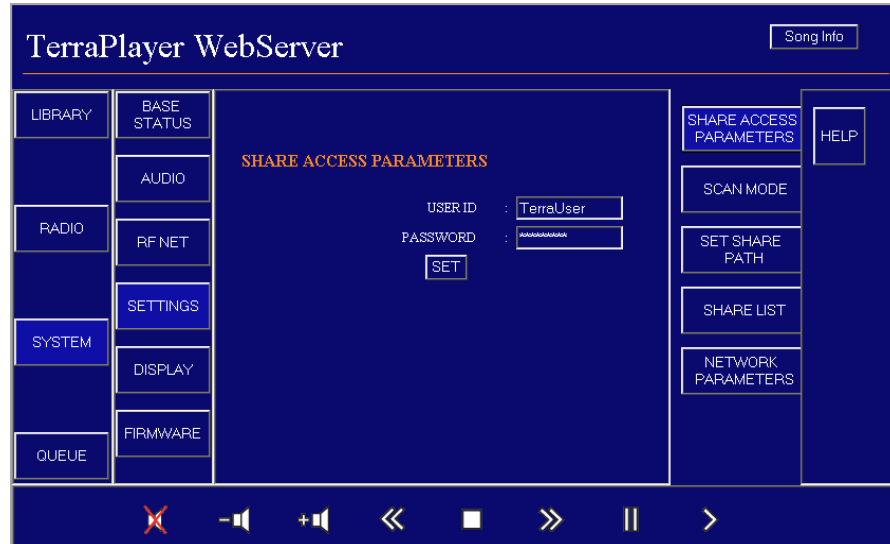 TerraPlayer WebServer
Song Info
LIBRARY
RADIO
SYSTEM
QUEUE
BASE
STATUS
AUDIO
RF NET
SETTINGS
DISPLAY
FIRMWARE
SHARE ACCESS PARAMETERS
USER ID : TerraUser
PASSWORD : *********
SET
SHARE ACCESS
PARAMETERS
SCAN MODE
SET SHARE
PATH
SHARE LIST
NETWORK
PARAMETERS
HELP